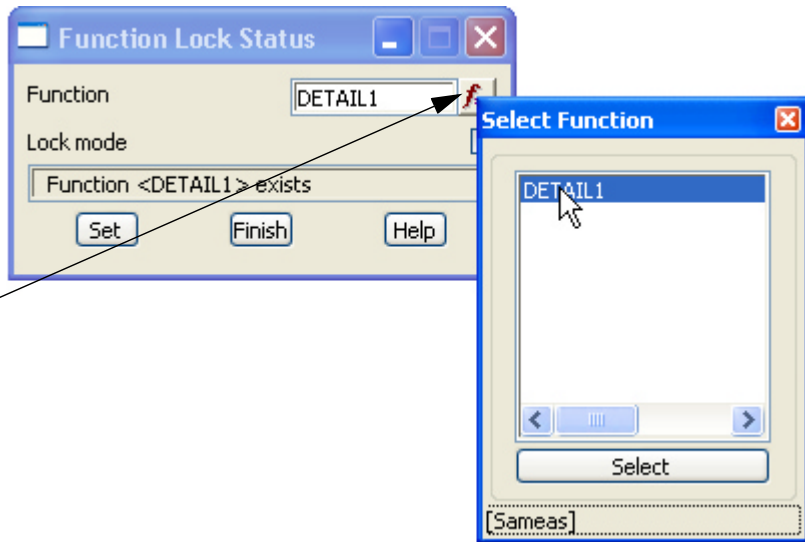 Function Lock Status
Function
DETAIL1
Lock mode
Function <DETAIL1> exists
Set
Finish
Help
Select Function
DETAIL1
Select
[Sameas]